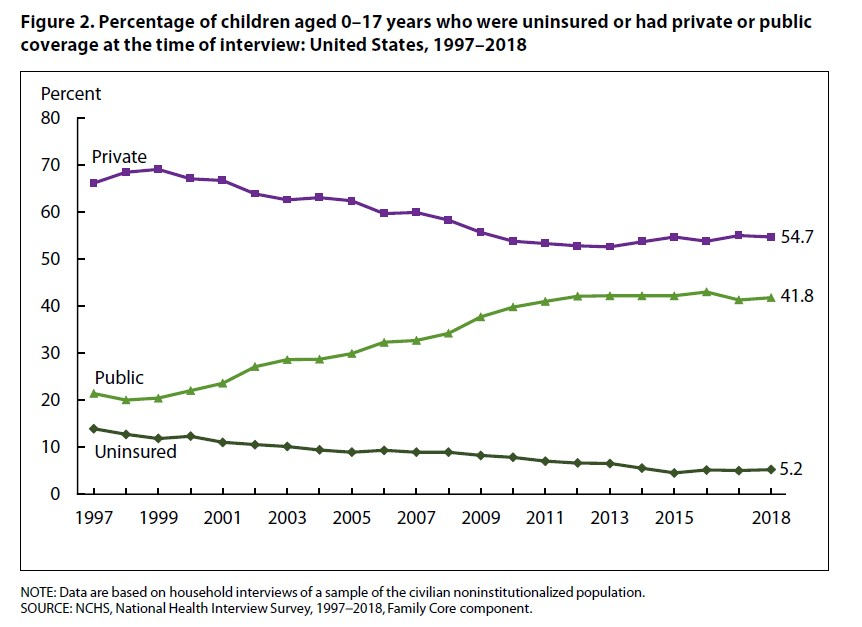 Figure 2. Percentage of children aged 0–17 years who were uninsured or had private or public
coverage at the time of interview: United States, 1997–2018
Percent
80
70
60
50
40
30
20
10
0
Private
54.7
41.8
Public
Uninsured
5.2
1997 1999 2001 2003 2005 2007 2009 2011 2013 2015 2018
NOTE: Data are based on household interviews of a sample of the civilian noninstitutionalized population.
SOURCE: NCHS, National Health Interview Survey, 1997–2018, Family Core component.